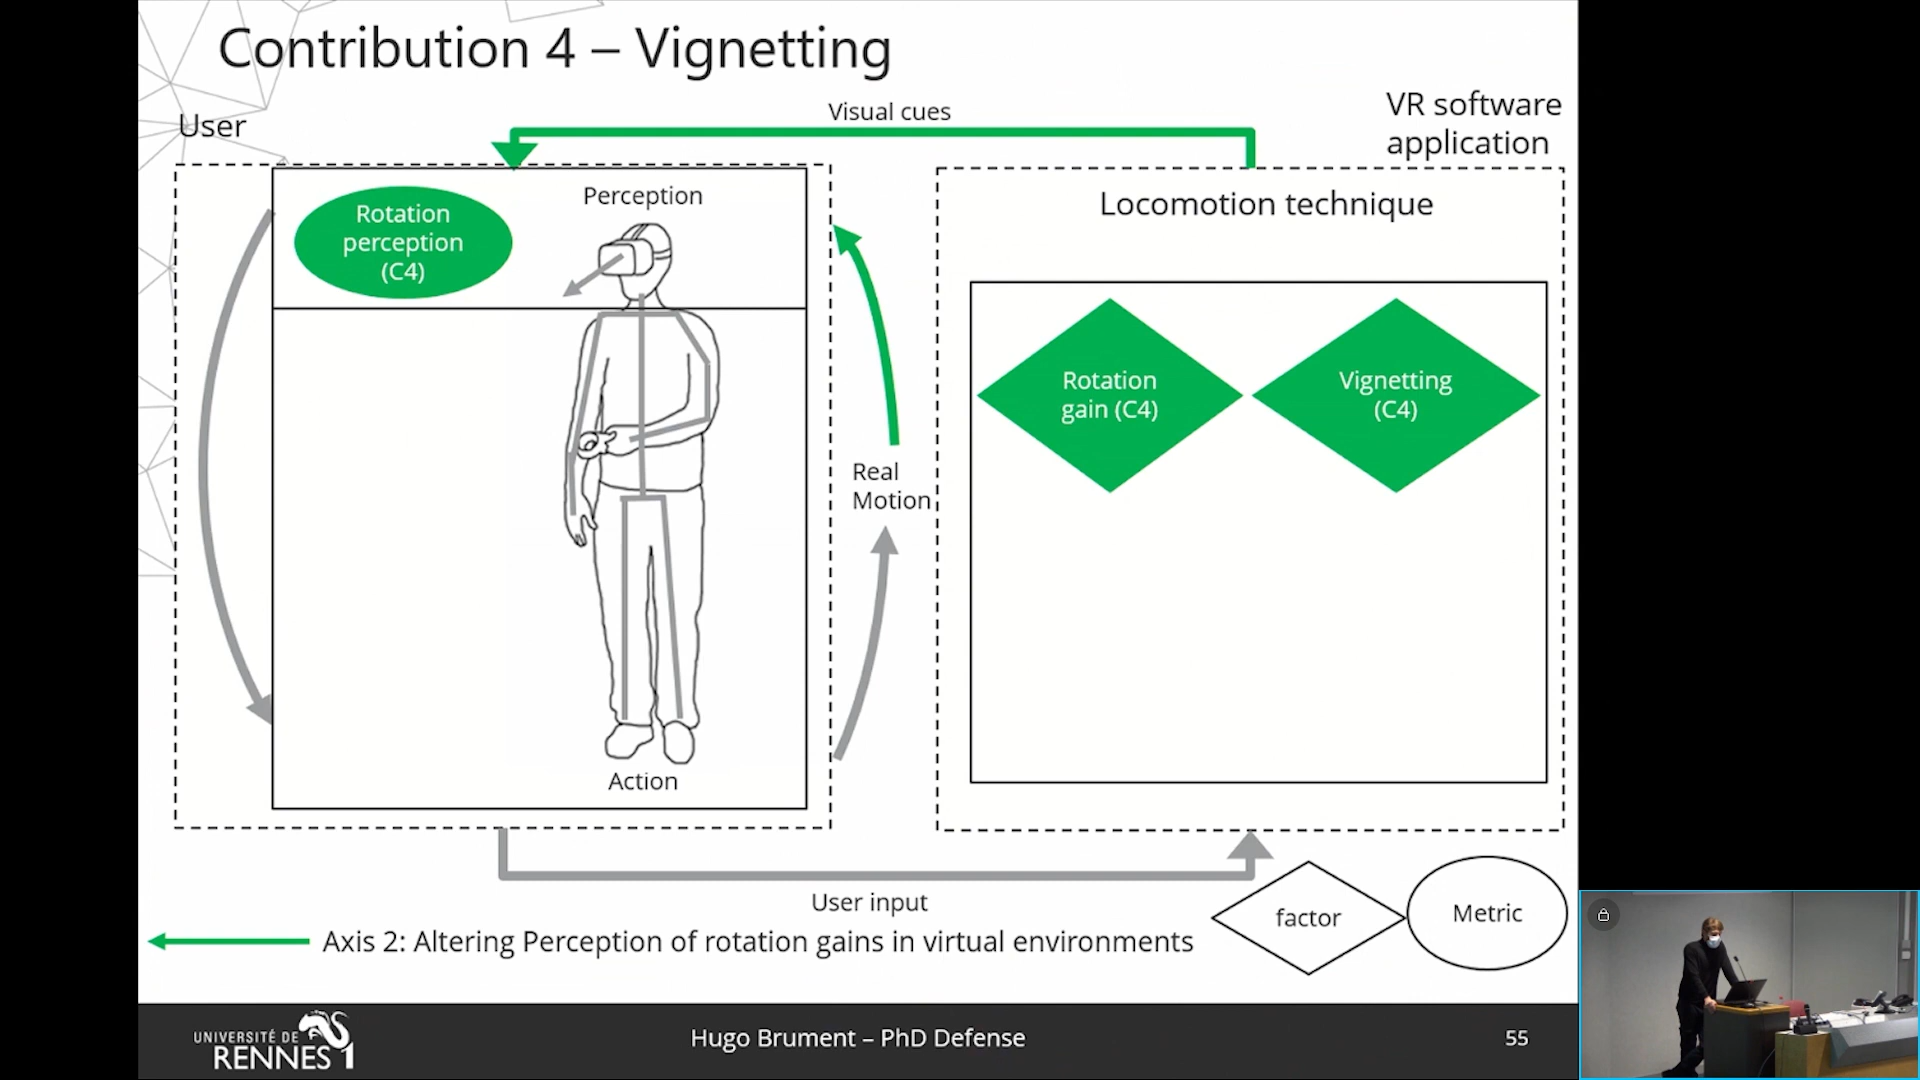 Contribution 4 – Vignetting
Visual cues
User
VR software
application
Rotation
perception
(C4)
Perception
Locomotion technique
Rotation
gain (C4)
Vignetting
(C4)
Real
Motion
Action
User input
factor
Metric
Axis 2: Altering Perception of rotation gains in virtual environments
UNIVERSITÉ DE
RENNES 1
Hugo Brument – PhD Defense
55